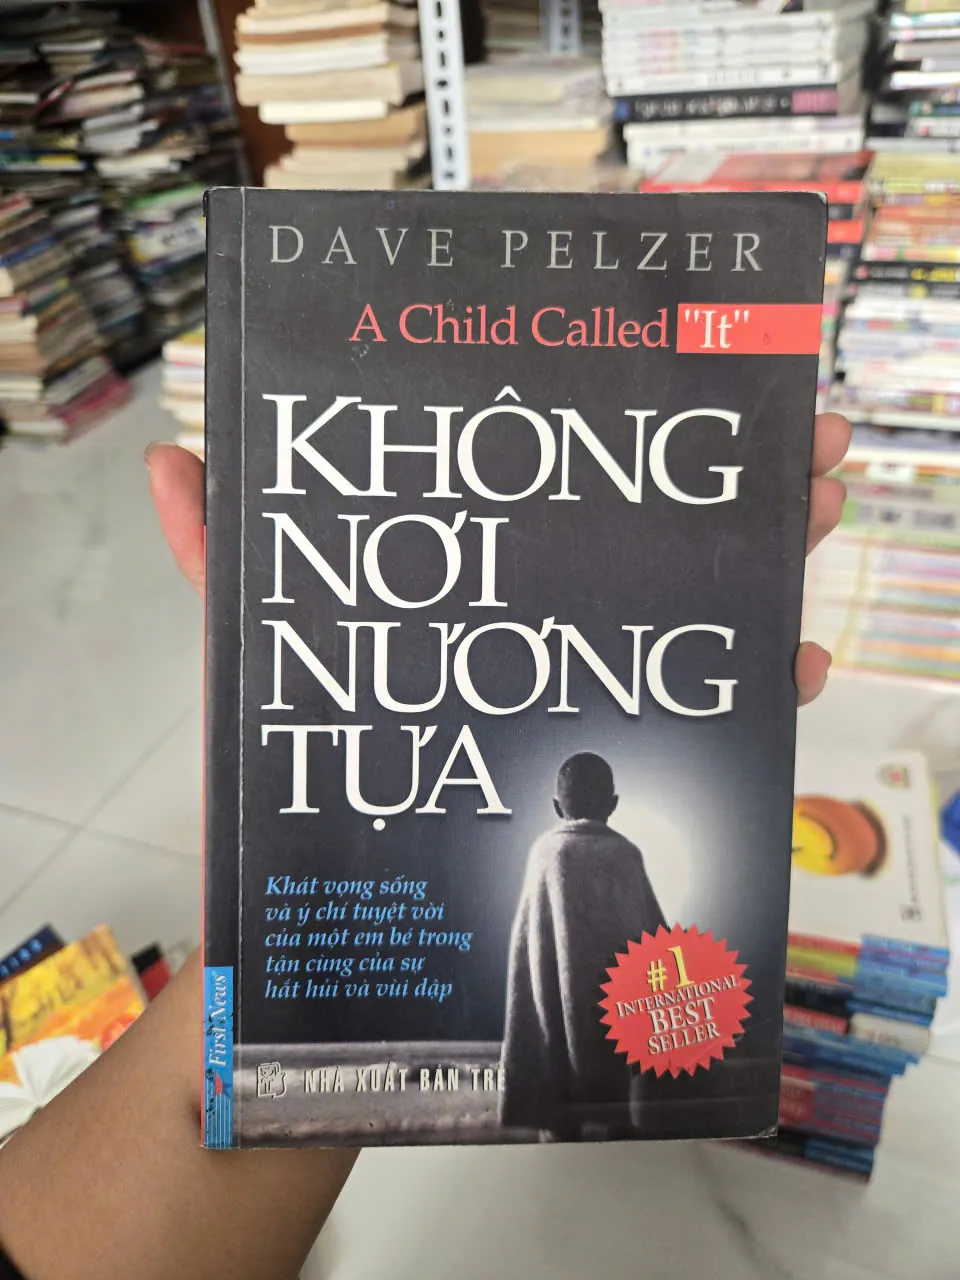 DAVE PELZER
A Child Called "It"
KHÔNG
NƠI
NƯƠNG
TỰA
Khát vọng sống
và ý chí tuyệt vời
của một em bé trong
tận cùng của sự
hắt hủi và vùi dập
#1
INTERNATIONAL
BEST
SELLER
First News
NHÀ XUẤT BẢN TRẺ